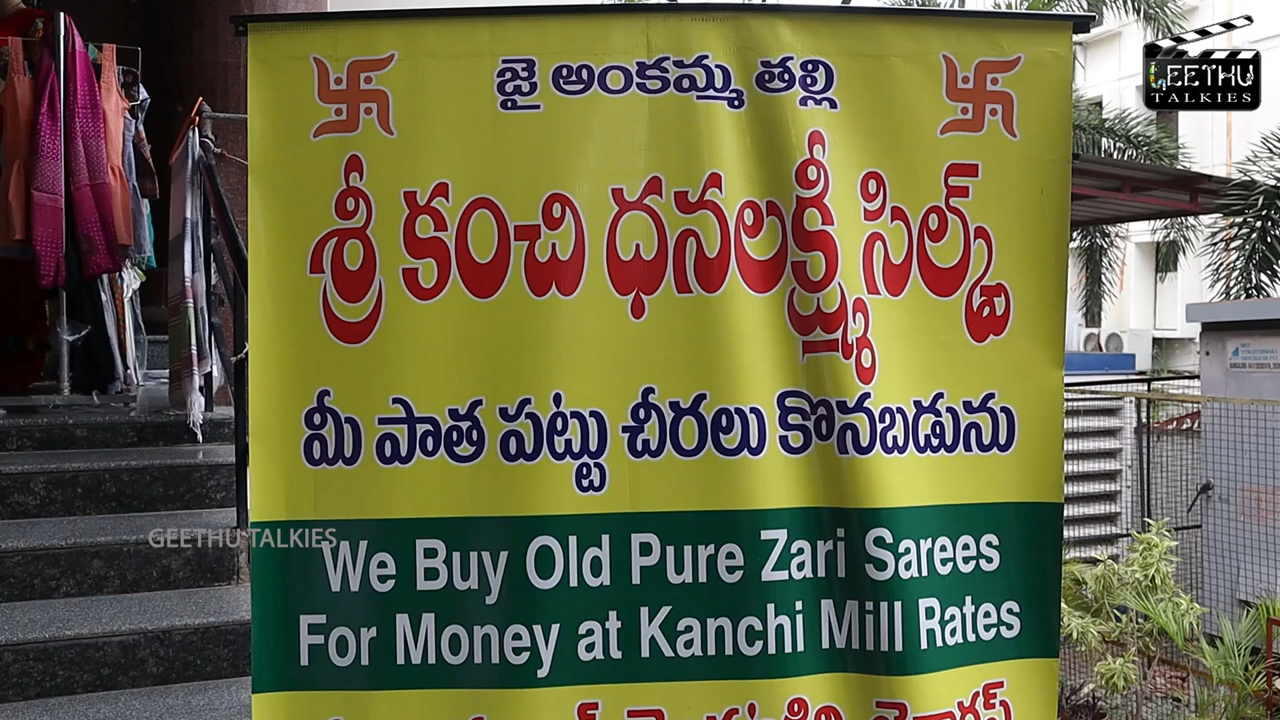 GEETHU
TALKIES
జై అంకమ్మ తల్లి
శ్రీ కంచి ధనలక్ష్మీ సిల్క్స్
మీ పాత పట్టు చీరలు కొనబడును
GEETHU TALKIES
We Buy Old Pure Zari Sarees
For Money at Kanchi Mill Rates